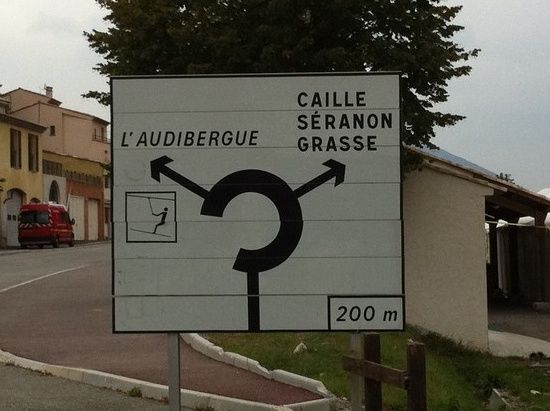 L'AUDIBERGUE
CAILLE
SÉRANON
GRASSE
200 m